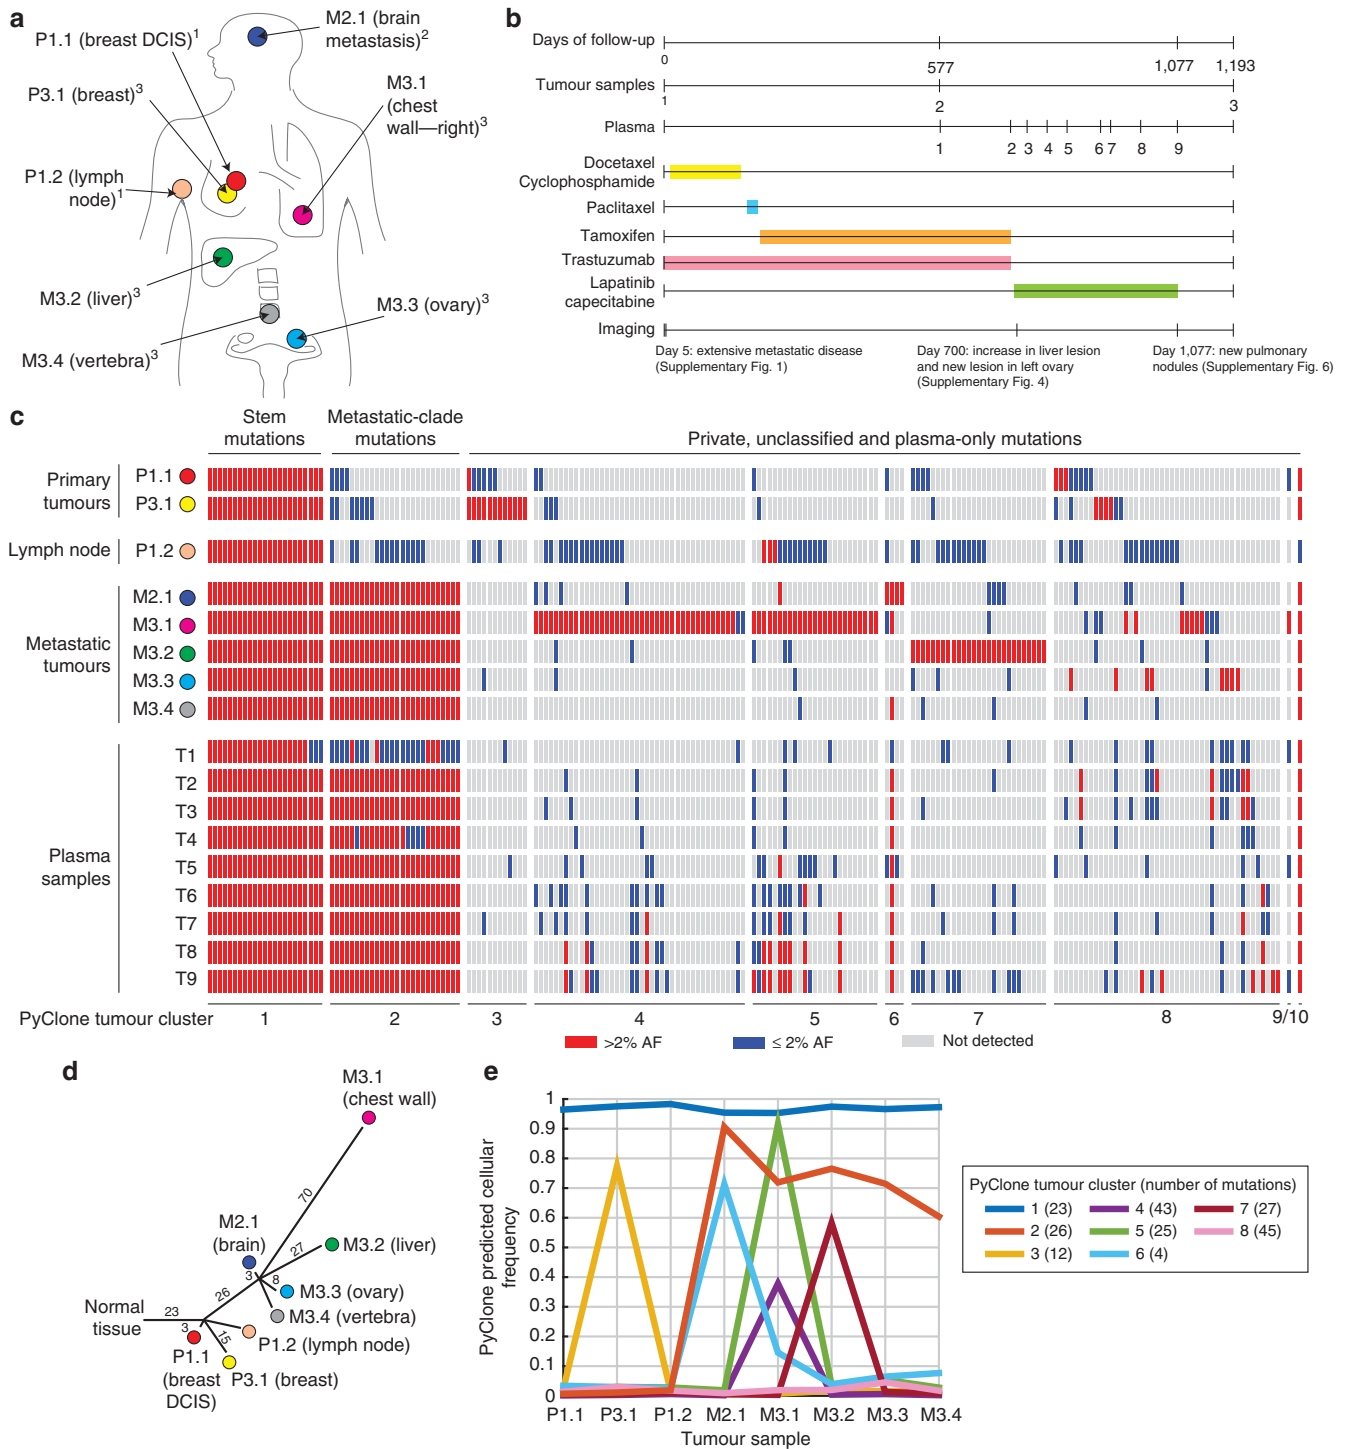 a
P1.1 (breast DCIS)1
M2.1 (brain
metastasis)2
P3.1 (breast)3
M3.1
(chest
wall—right)3
P1.2 (lymph
node)1
M3.2 (liver)3
M3.3 (ovary)3
M3.4 (vertebra)3
b
Days of follow-up
0
577
1,077
1,193
Tumour samples
1
2
3
Plasma
1 2 3 4 5 6 7 8 9
Docetaxel
Cyclophosphamide
Paclitaxel
Tamoxifen
Trastuzumab
Lapatinib
capecitabine
Imaging
Day 5: extensive metastatic disease
(Supplementary Fig. 1)
Day 700: increase in liver lesion
and new lesion in left ovary
(Supplementary Fig. 4)
Day 1,077: new pulmonary
nodules (Supplementary Fig. 6)
c
Stem
mutations
Metastatic-clade
mutations
Private, unclassified and plasma-only mutations
Primary
tumours
P1.1
P3.1
Lymph node
P1.2
Metastatic
tumours
M2.1
M3.1
M3.2
M3.3
M3.4
Plasma
samples
T1
T2
T3
T4
T5
T6
T7
T8
T9
PyClone tumour cluster 1 2 3 4 5 6 7 8 9/10
>2% AF
≤ 2% AF
Not detected
d
M3.1
(chest wall)
70
M2.1
(brain)
27
M3.2 (liver)
3
8
M3.3 (ovary)
26
M3.4 (vertebra)
Normal
tissue
23
3
15
P1.2 (lymph node)
P1.1
(breast
DCIS)
P3.1 (breast)
e
PyClone predicted cellular
frequency
1
0.9
0.8
0.7
0.6
0.5
0.4
0.3
0.2
0.1
0
P1.1 P3.1 P1.2 M2.1 M3.1 M3.2 M3.3 M3.4
Tumour sample
PyClone tumour cluster (number of mutations)
1 (23) 4 (43) 7 (27)
2 (26) 5 (25) 8 (45)
3 (12) 6 (4)